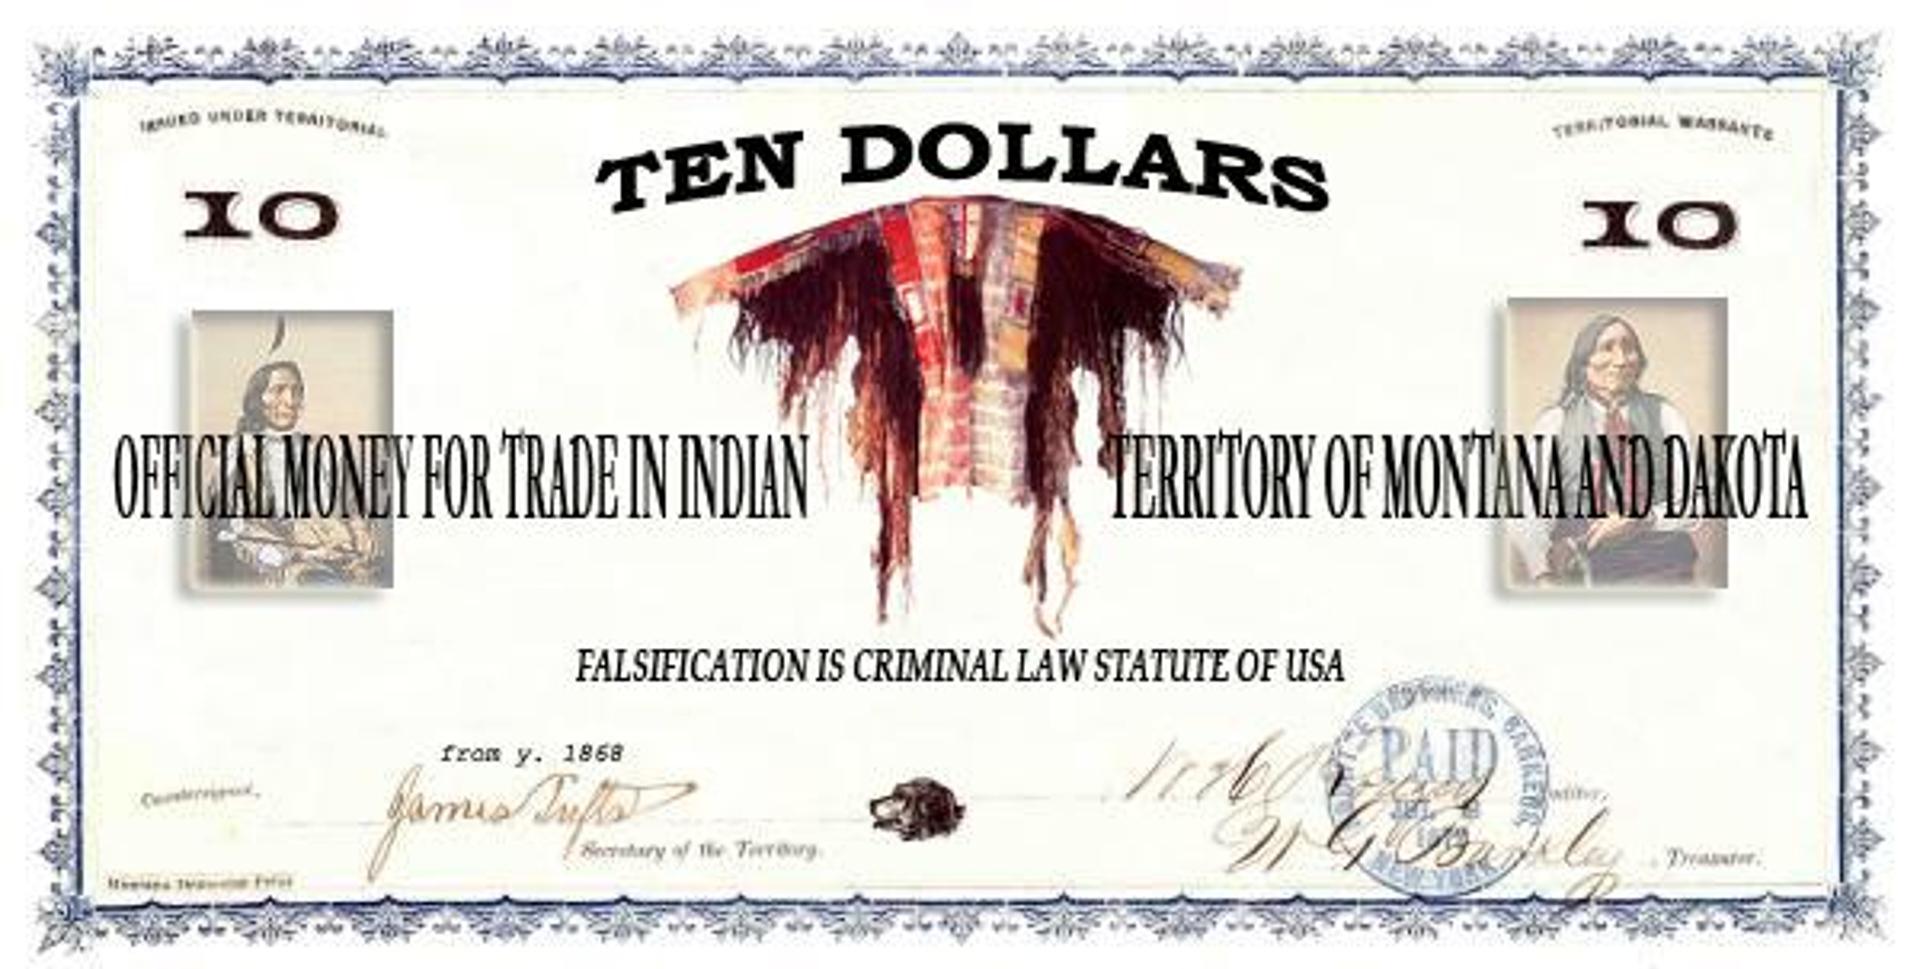 ISSUED UNDER TERRITORIAL
TERRITORIAL WARRANTS
TEN DOLLARS
10
10
OFFICIAL MONEY FOR TRADE IN INDIAN
TERRITORY OF MONTANA AND DAKOTA
FALSIFICATION IS CRIMINAL LAW STATUTE OF USA
from y. 1868
PAID
Countersigned,
James Tufts
Secretary of the Territory.
Treasurer.
NEW YORK